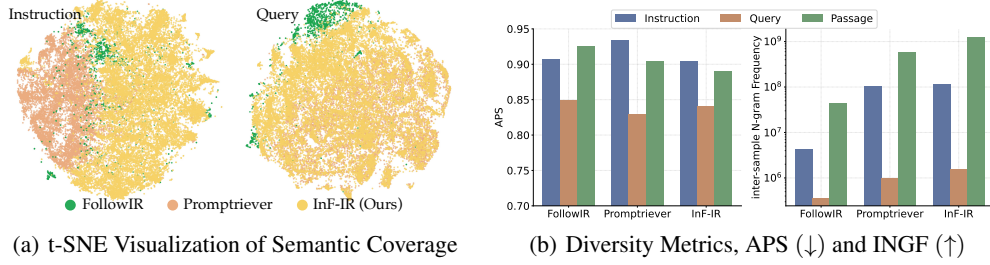 Instruction
Query
FollowIR
Promptriever
InF-IR (Ours)
(a) t-SNE Visualization of Semantic Coverage
Instruction
Query
Passage
APS
0.95
0.90
0.85
0.80
0.75
0.70
FollowIR
Promptriever
InF-IR
inter-sample N-gram Frequency
10⁹
10⁸
10⁷
10⁶
FollowIR
Promptriever
InF-IR
(b) Diversity Metrics, APS (↓) and INGF (↑)